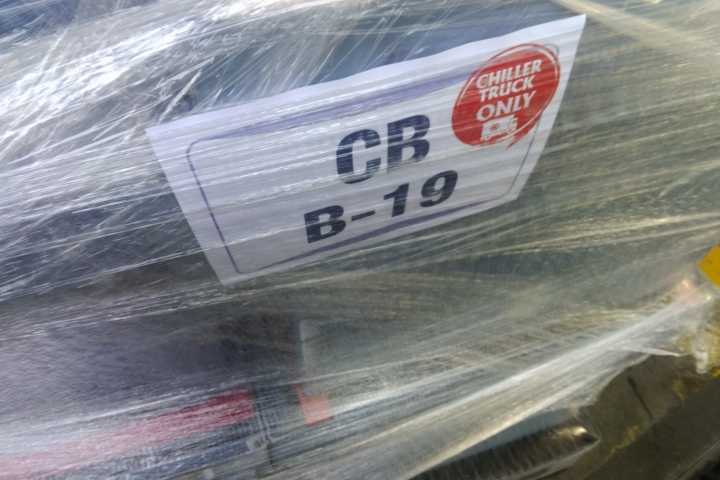 CHILLER
TRUCK
ONLY
CB
B-19